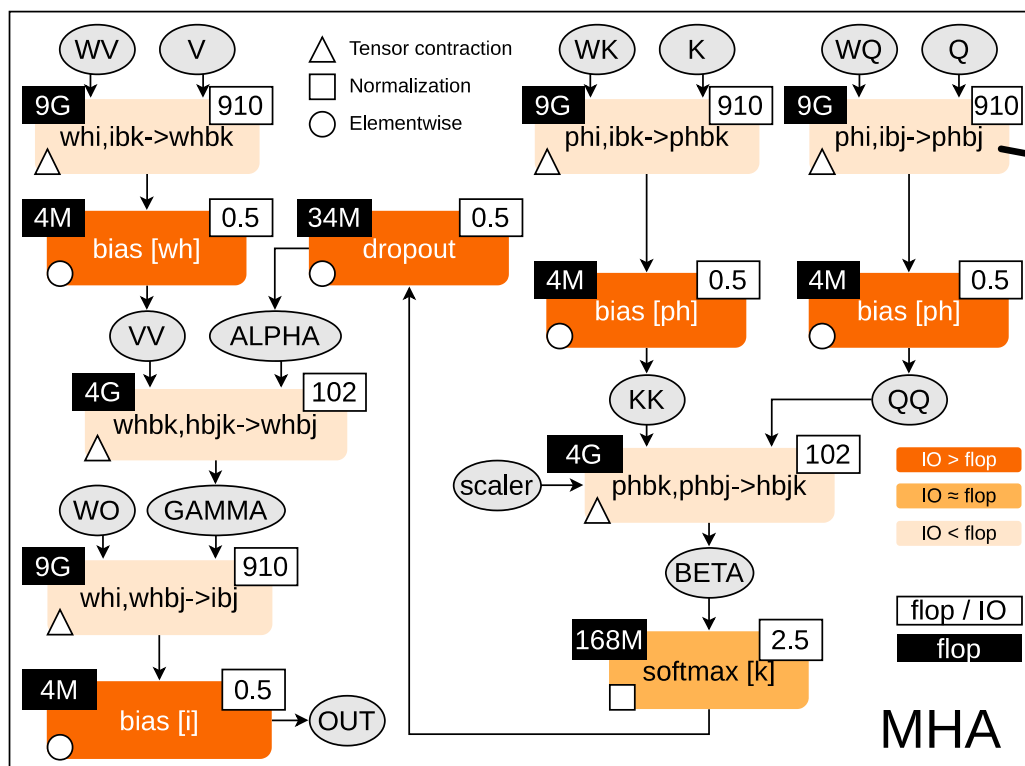 WV
V
Tensor contraction
Normalization
Elementwise
9G
910
whi,ibk->whbk
4M
0.5
bias [wh]
34M
0.5
dropout
VV
ALPHA
4G
102
whbk,hbjk->whbj
WO
GAMMA
9G
910
whi,whbj->ibj
4M
0.5
bias [i]
OUT
WK
K
9G
910
phi,ibk->phbk
4M
0.5
bias [ph]
KK
WQ
Q
9G
910
phi,ibj->phbj
4M
0.5
bias [ph]
QQ
scaler
4G
102
phbk,phbj->hbjk
BETA
168M
2.5
softmax [k]
IO > flop
IO ≈ flop
IO < flop
flop / IO
flop
MHA